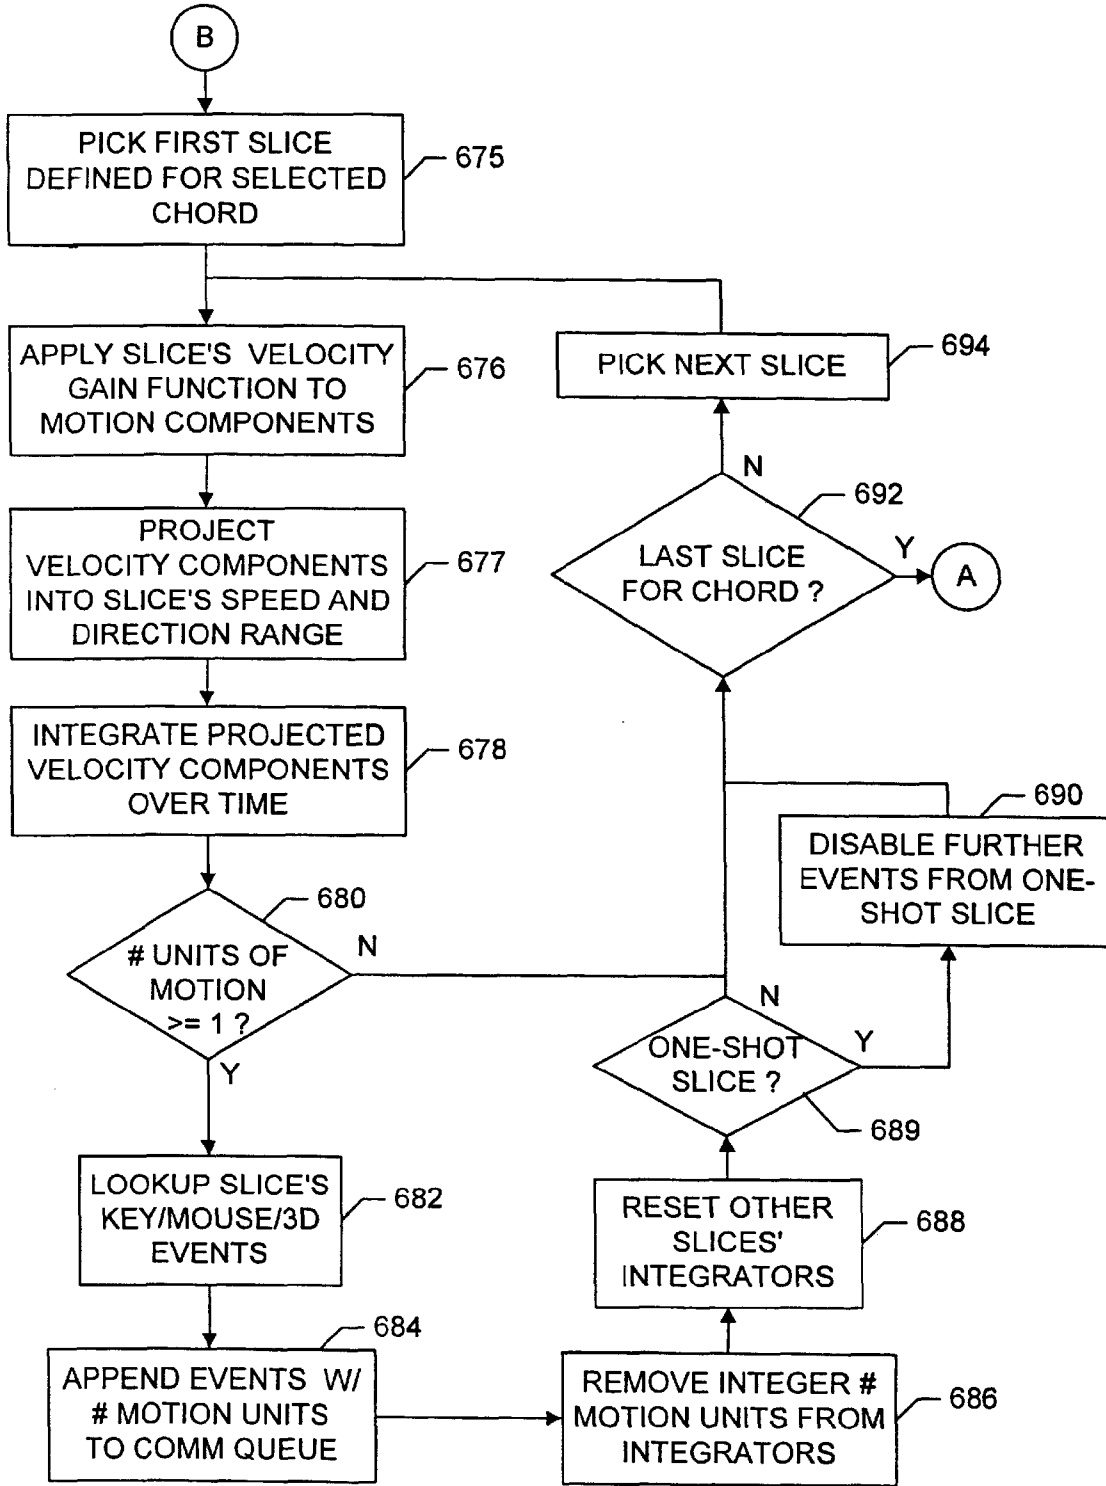 B
PICK FIRST SLICE
DEFINED FOR SELECTED
CHORD
675
APPLY SLICE'S VELOCITY
GAIN FUNCTION TO
MOTION COMPONENTS
676
PROJECT
VELOCITY COMPONENTS
INTO SLICE'S SPEED AND
DIRECTION RANGE
677
INTEGRATE PROJECTED
VELOCITY COMPONENTS
OVER TIME
678
680
# UNITS OF
MOTION
>= 1 ?
N
Y
LOOKUP SLICE'S
KEY/MOUSE/3D
EVENTS
682
684
APPEND EVENTS W/
# MOTION UNITS
TO COMM QUEUE
REMOVE INTEGER #
MOTION UNITS FROM
INTEGRATORS
686
RESET OTHER
SLICES'
INTEGRATORS
688
ONE-SHOT
SLICE ?
689
N
Y
690
DISABLE FURTHER
EVENTS FROM ONE-
SHOT SLICE
LAST SLICE
FOR CHORD ?
692
N
Y
A
PICK NEXT SLICE
694